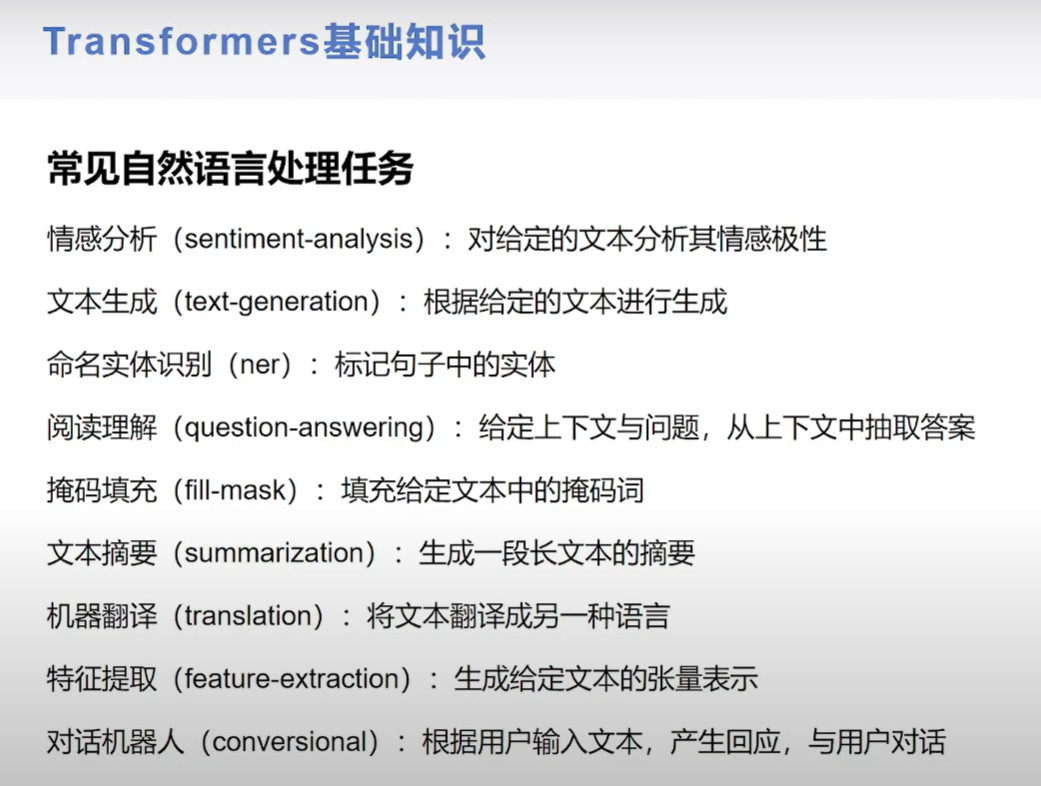 Transformers基础知识
常见自然语言处理任务
情感分析（sentiment-analysis）：对给定的文本分析其情感极性
文本生成（text-generation）：根据给定的文本进行生成
命名实体识别（ner）：标记句子中的实体
阅读理解（question-answering）：给定上下文与问题，从上下文中抽取答案
掩码填充（fill-mask）：填充给定文本中的掩码词
文本摘要（summarization）：生成一段长文本的摘要
机器翻译（translation）：将文本翻译成另一种语言
特征提取（feature-extraction）：生成给定文本的张量表示
对话机器人（conversional）：根据用户输入文本，产生回应，与用户对话